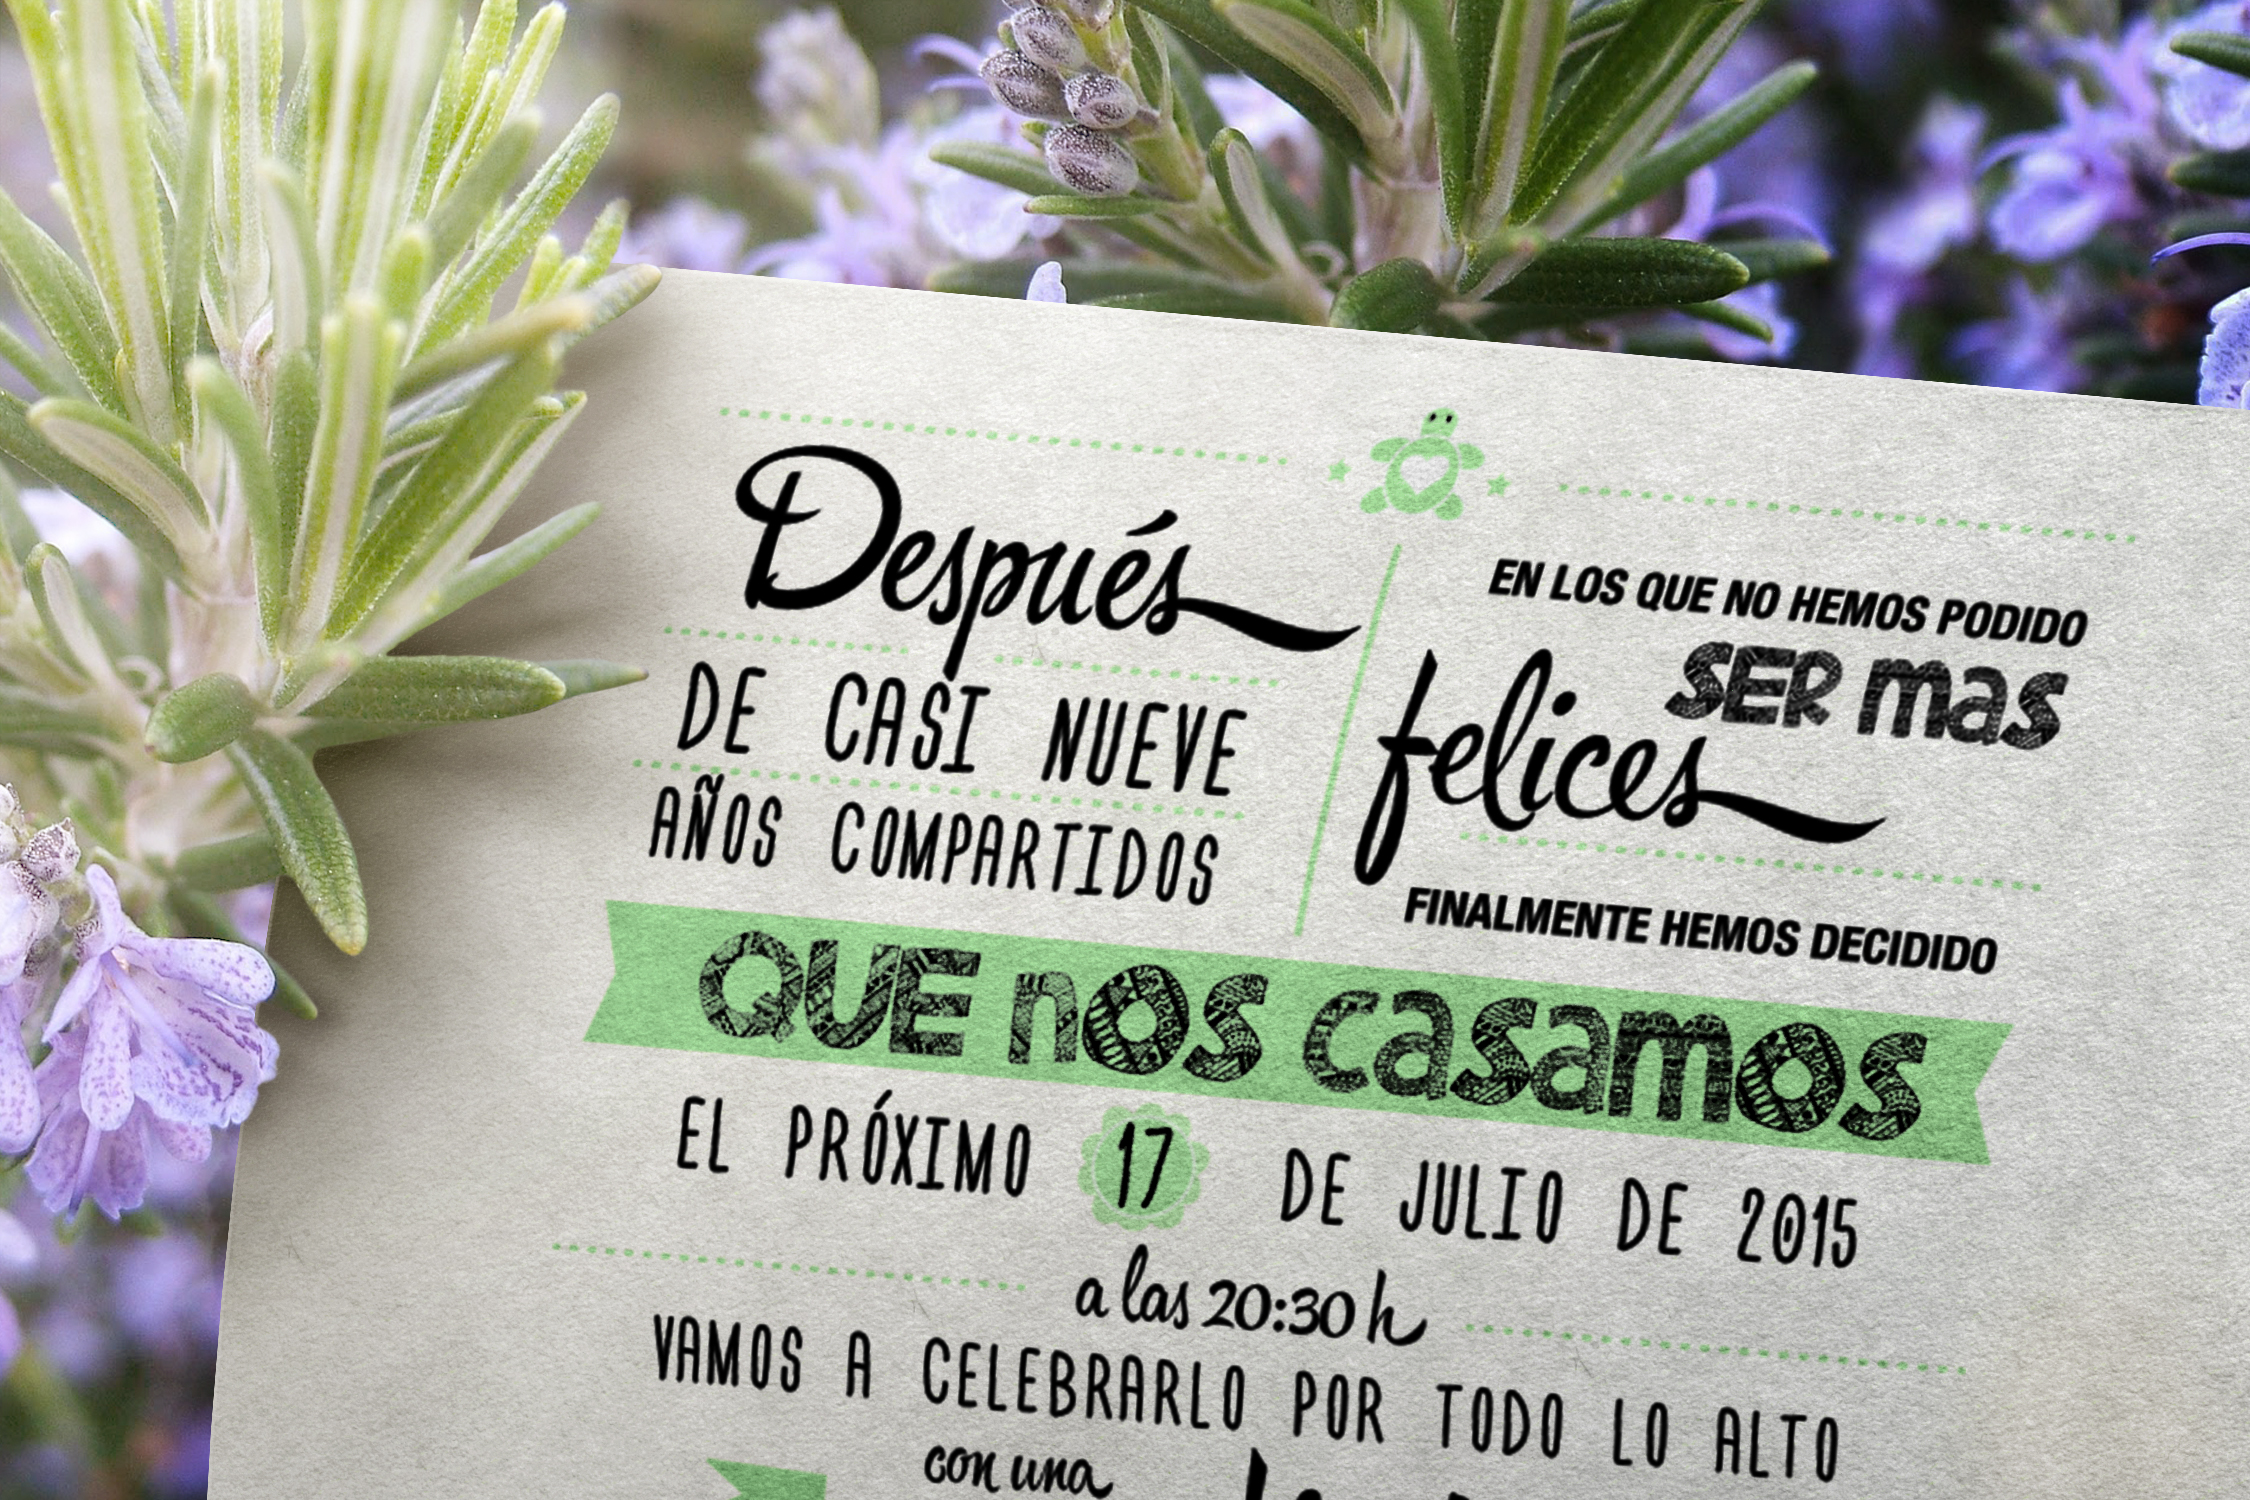 Después
DE CASI NUEVE
AÑOS COMPARTIDOS
EN LOS QUE NO HEMOS PODIDO
SER mas
felices
FINALMENTE HEMOS DECIDIDO
QUE nos casamos
EL PRÓXIMO 17 DE JULIO DE 2015
a las 20:30 h
VAMOS A CELEBRARLO POR TODO LO ALTO
con una